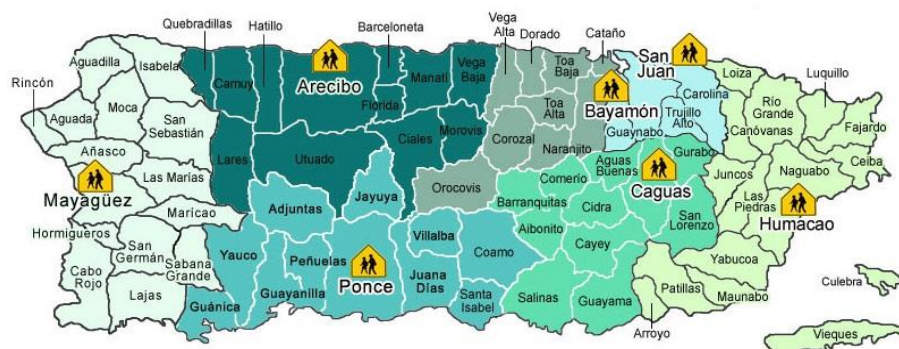 Quebradillas
Hatillo
Barceloneta
Vega
Alta
Dorado
Cataño
San
Juan
Isabela
Aguadilla
Rincón
Camuy
Arecibo
Manatí
Vega
Baja
Toa
Baja
Bayamón
Carolina
Loiza
Luquillo
Moca
Aguada
San
Sebastián
Florida
Toa
Alta
Trujillo
Alto
Guaynabo
Río
Grande
Canóvanas
Fajardo
Añasco
Lares
Utuado
Ciales
Morovis
Corozal
Naranjito
Aguas
Buenas
Gurabo
Ceiba
Las Marías
Mayagüez
Jayuya
Orocovis
Comerío
Caguas
Juncos
Naguabo
Maricao
Adjuntas
Barranquitas
Cidra
San
Lorenzo
Las
Piedras
Humácao
Hormigueros
San
Germán
Sabana
Grande
Yauco
Peñuelas
Villalba
Coamo
Aibonito
Cayey
Yabucoa
Cabo
Rojo
Lajas
Guánica
Guayanilla
Ponce
Juana
Días
Santa
Isabel
Salinas
Guayama
Patillas
Maunabo
Arroyo
Culebra
Vieques